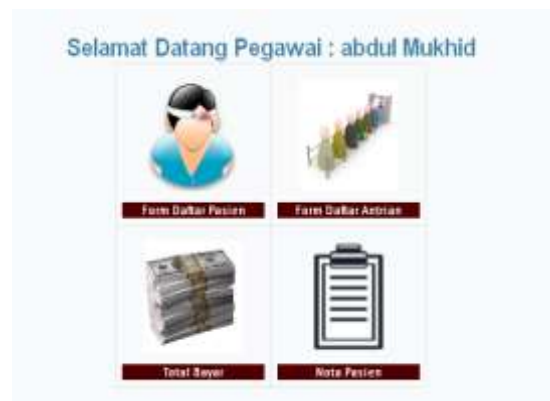 Selamat Datang Pegawai : abdul Mukhid
Form Daftar Pasien
Form Daftar Antrian
Total Bayar
Nota Pasien